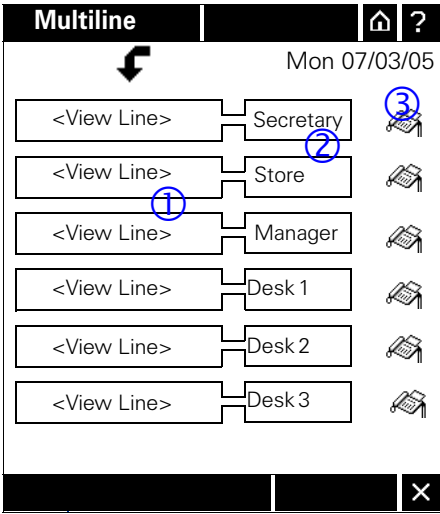 Multiline ?
Mon 07/03/05
<View Line> Secretary ③
<View Line> Store ②
<View Line> Manager ①
<View Line> Desk 1
<View Line> Desk 2
<View Line> Desk 3